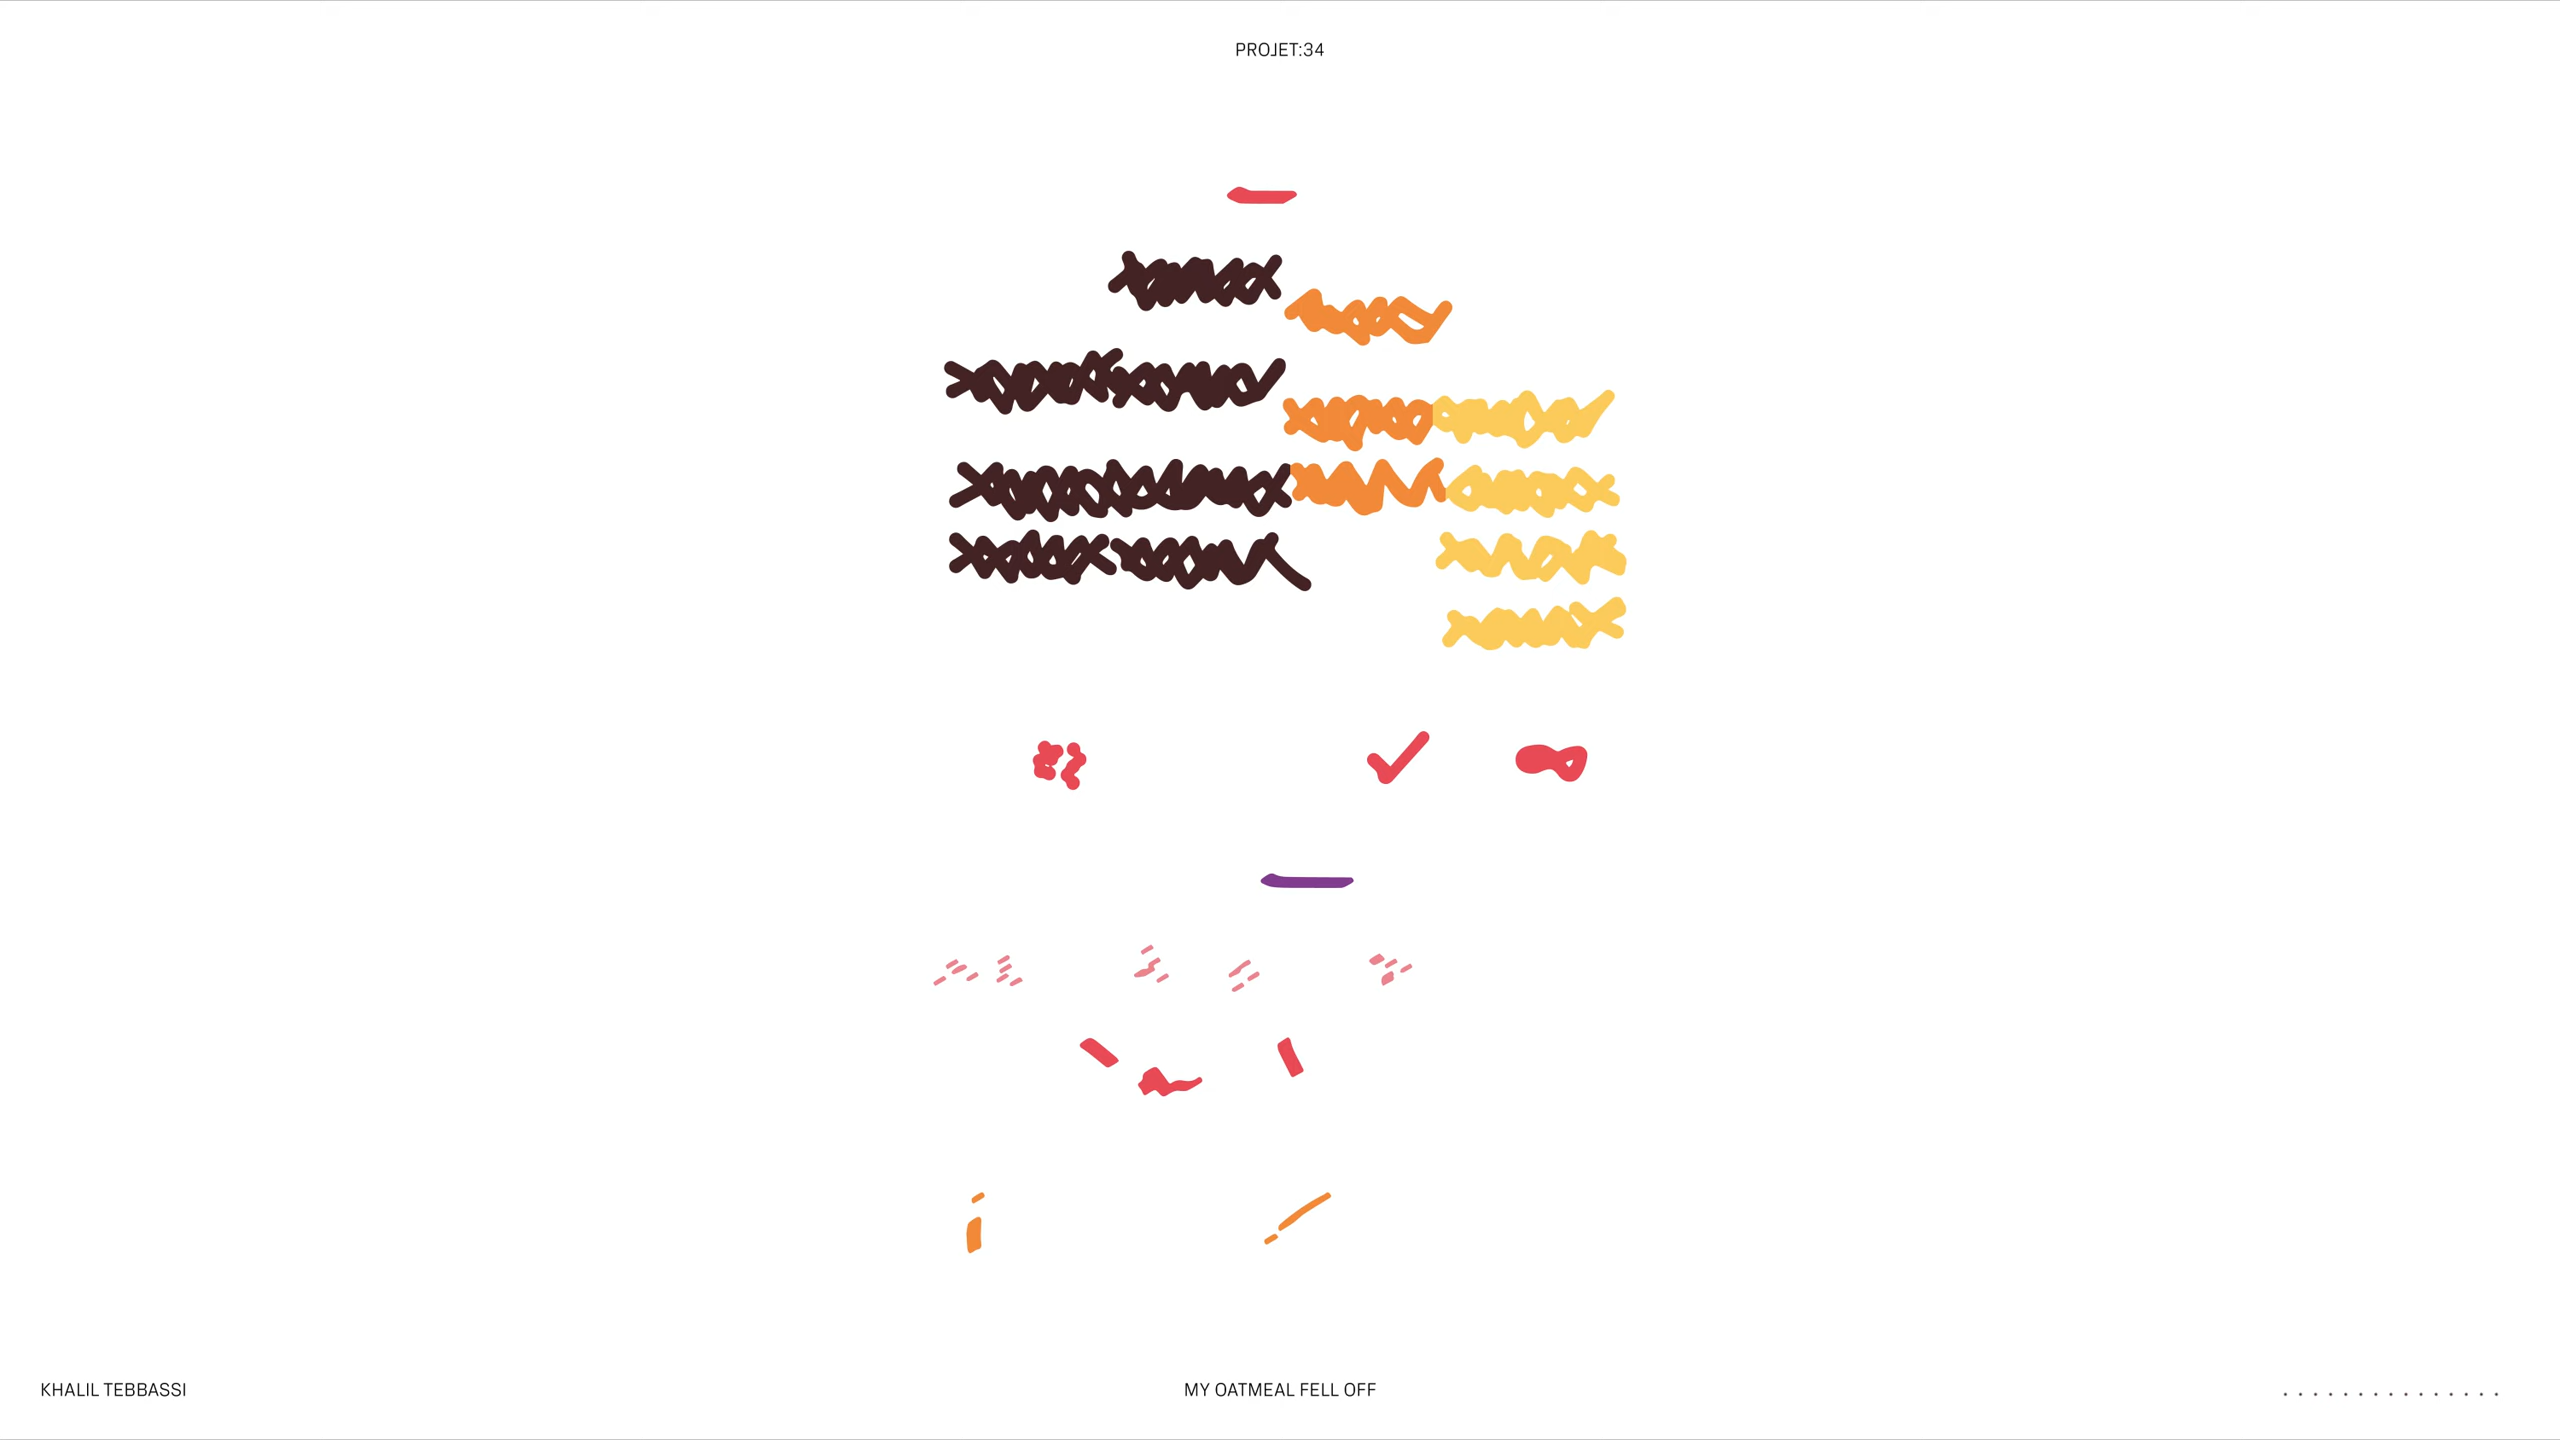 PROJET:34
KHALIL TEBBASSI
MY OATMEAL FELL OFF
. . . . . . . . . . . . . . .